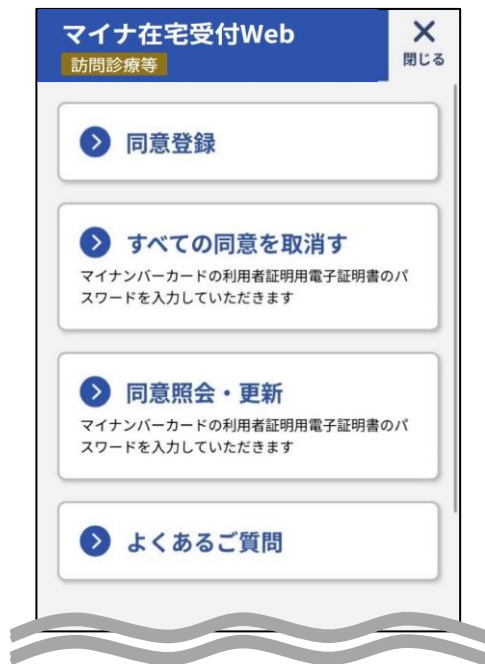 マイナ在宅受付Web
閉じる
訪問診療等
同意登録
すべての同意を取消す
マイナンバーカードの利用者証明用電子証明書のパ
スワードを入力していただきます
同意照会・更新
マイナンバーカードの利用者証明用電子証明書のパ
スワードを入力していただきます
よくあるご質問